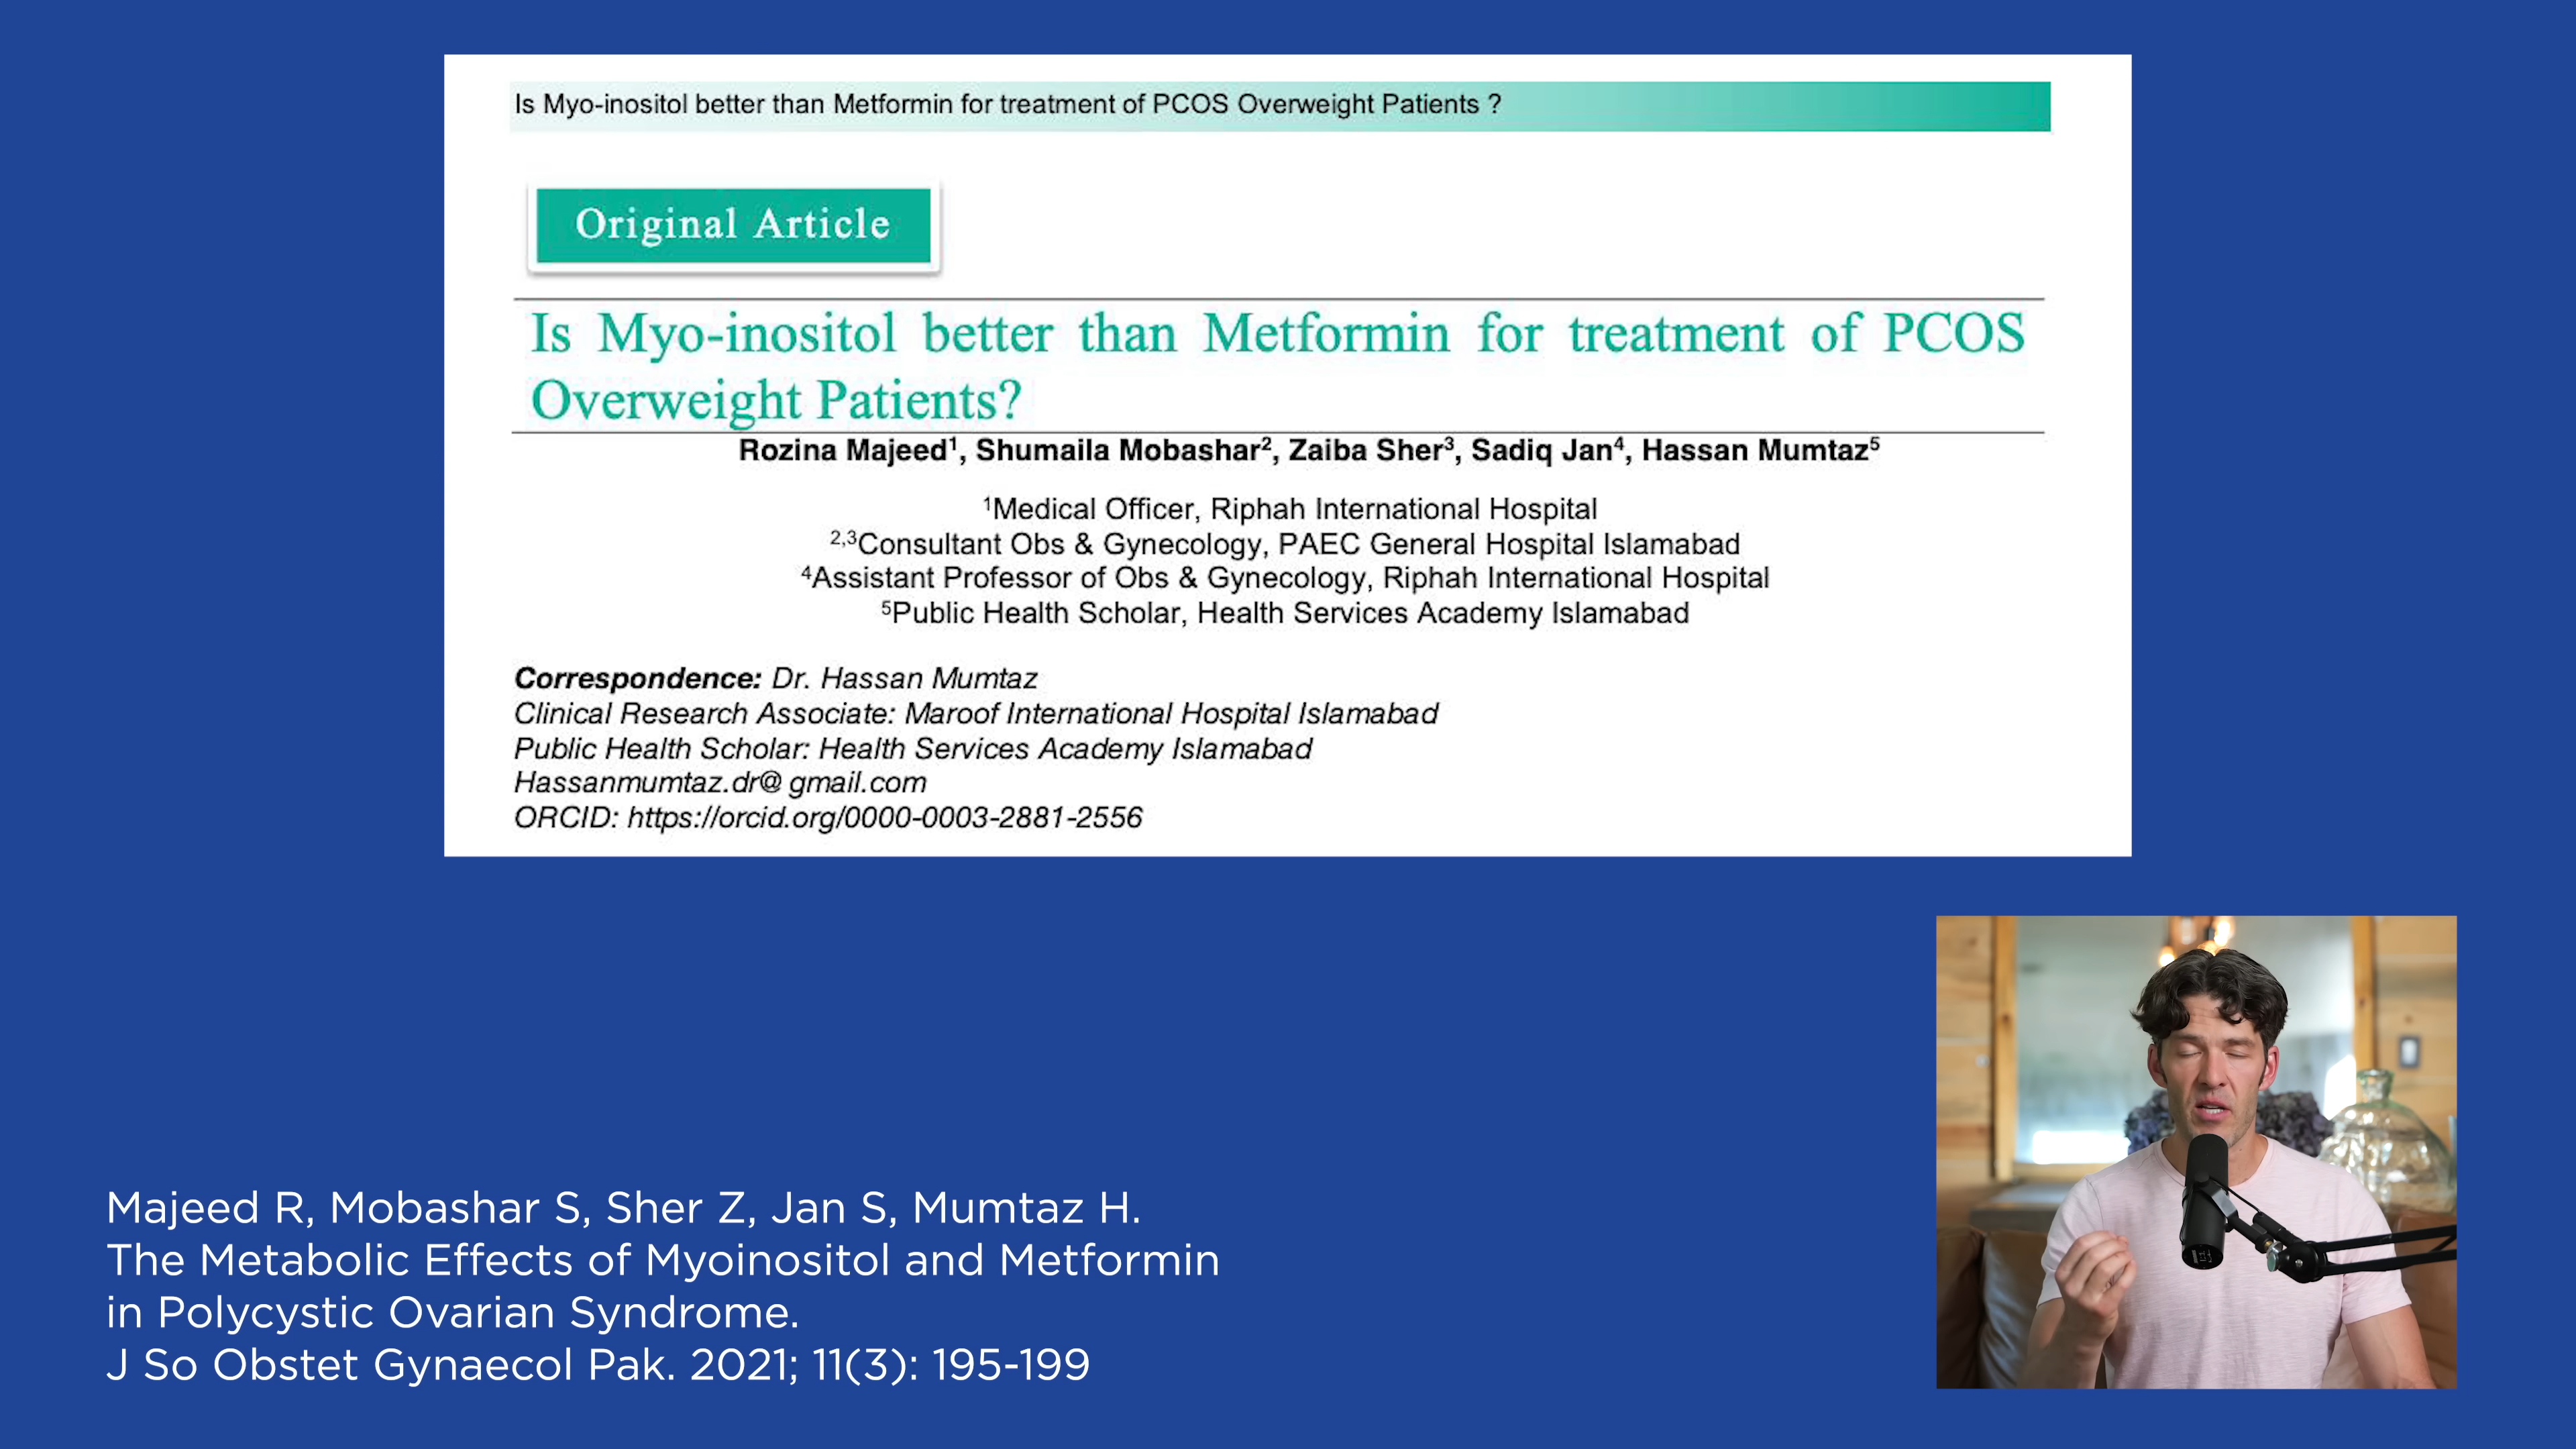 Is Myo-inositol better than Metformin for treatment of PCOS Overweight Patients ?
Original Article
Is Myo-inositol better than Metformin for treatment of PCOS
Overweight Patients?
Rozina Majeed¹, Shumaila Mobashar², Zaiba Sher³, Sadiq Jan⁴, Hassan Mumtaz⁵
¹Medical Officer, Riphah International Hospital
²,³Consultant Obs & Gynecology, PAEC General Hospital Islamabad
⁴Assistant Professor of Obs & Gynecology, Riphah International Hospital
⁵Public Health Scholar, Health Services Academy Islamabad
Correspondence: Dr. Hassan Mumtaz
Clinical Research Associate: Maroof International Hospital Islamabad
Public Health Scholar: Health Services Academy Islamabad
Hassanmumtaz.dr@ gmail.com
ORCID: https://orcid.org/0000-0003-2881-2556
Majeed R, Mobashar S, Sher Z, Jan S, Mumtaz H.
The Metabolic Effects of Myoinositol and Metformin
in Polycystic Ovarian Syndrome.
J So Obstet Gynaecol Pak. 2021; 11(3): 195-199